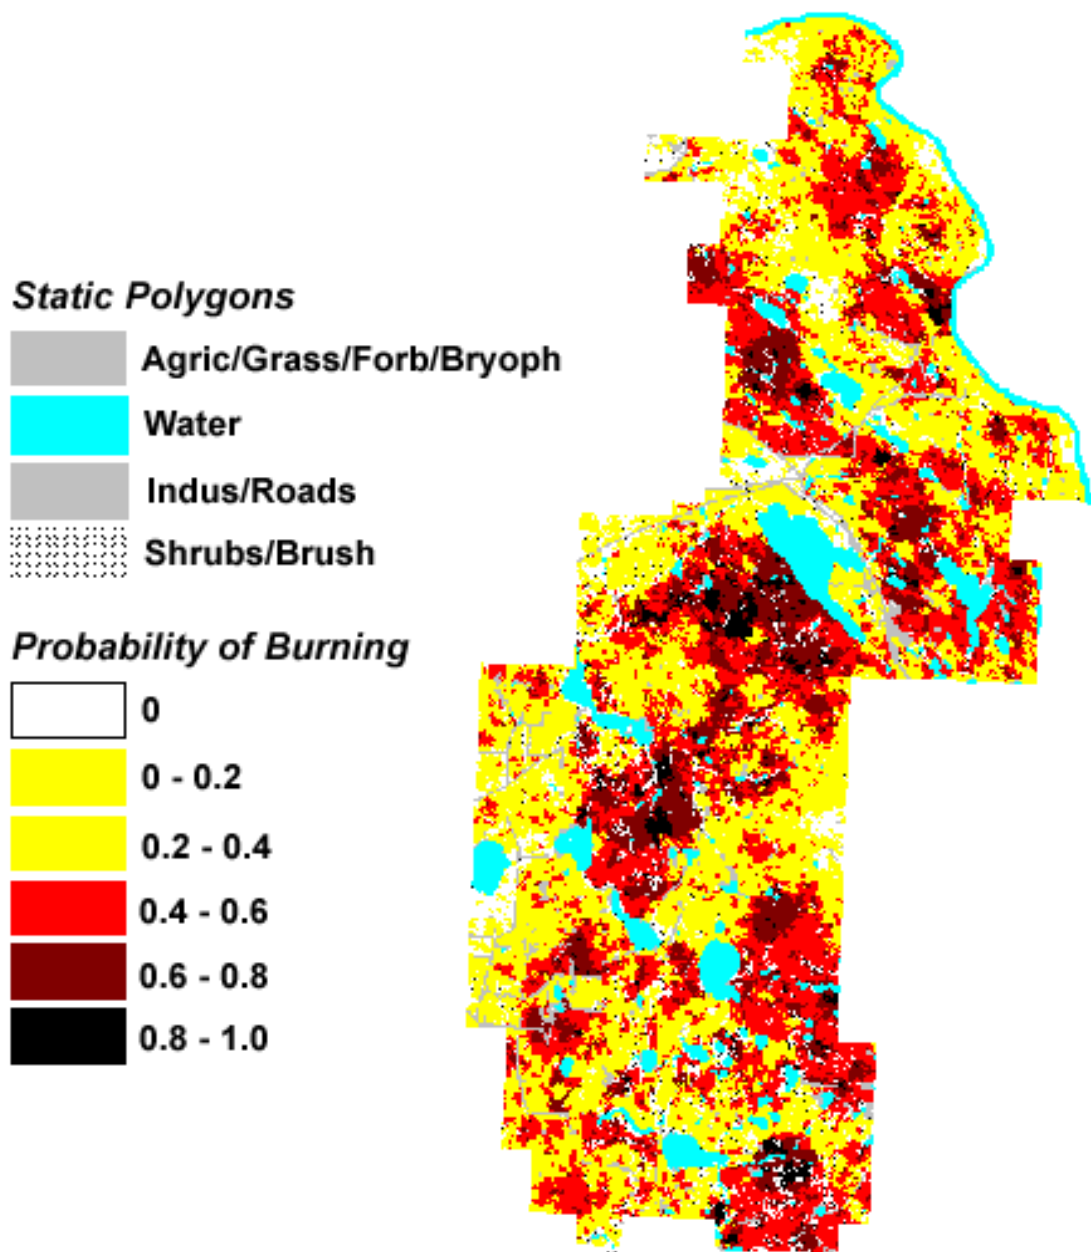 Static Polygons
Agric/Grass/Forb/Bryoph
Water
Indus/Roads
Shrubs/Brush
Probability of Burning
0
0 - 0.2
0.2 - 0.4
0.4 - 0.6
0.6 - 0.8
0.8 - 1.0